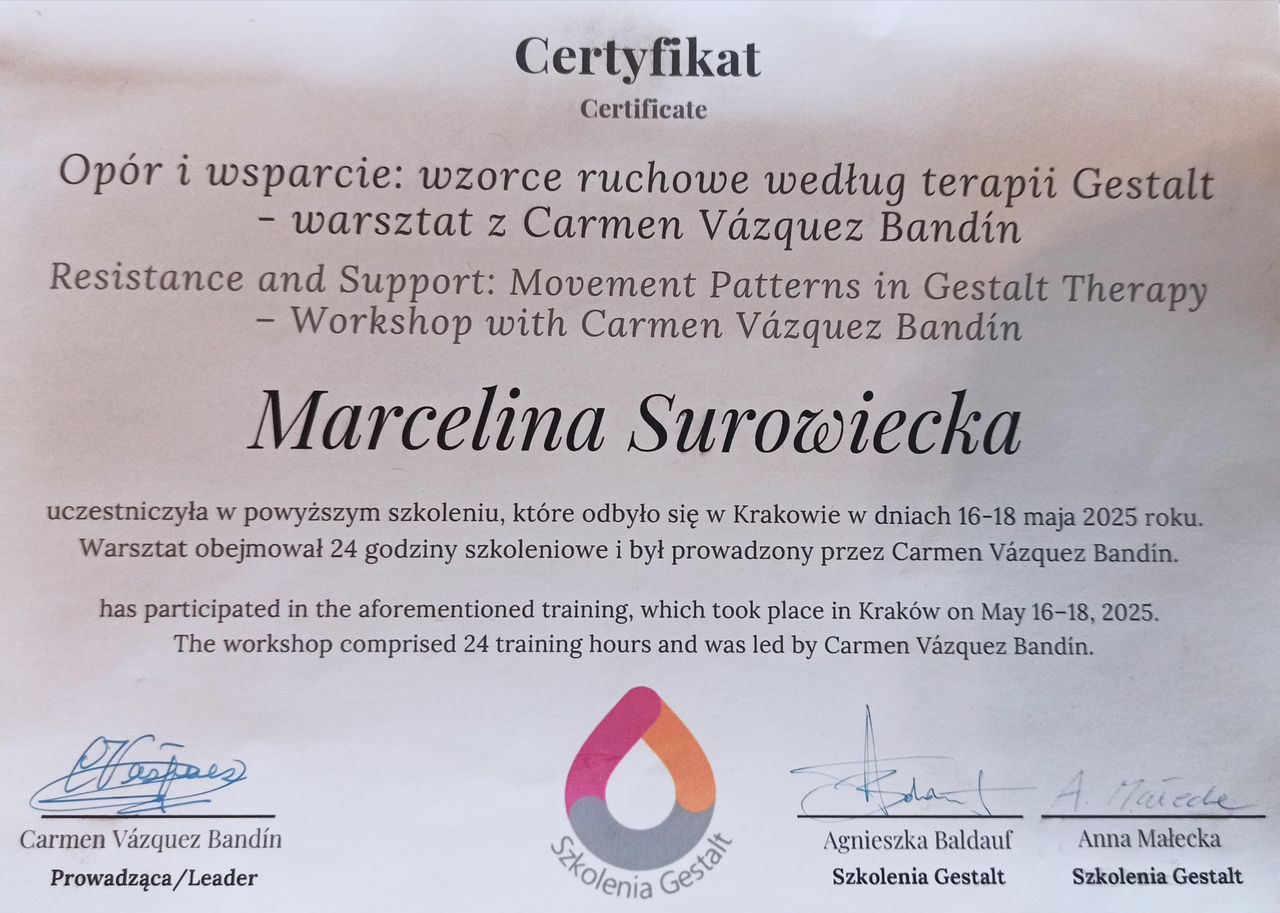 Certyfikat
Certificate
Opór i wsparcie: wzorce ruchowe według terapii Gestalt
- warsztat z Carmen Vázquez Bandín
Resistance and Support: Movement Patterns in Gestalt Therapy
– Workshop with Carmen Vázquez Bandín
Marcelina Surowiecka
uczestniczyła w powyższym szkoleniu, które odbyło się w Krakowie w dniach 16-18 maja 2025 roku.
Warsztat obejmował 24 godziny szkoleniowe i był prowadzony przez Carmen Vázquez Bandín.
has participated in the aforementioned training, which took place in Kraków on May 16–18, 2025.
The workshop comprised 24 training hours and was led by Carmen Vázquez Bandín.
Szkolenia Gestalt
Carmen Vázquez Bandín
Prowadząca/Leader
Agnieszka Baldauf
Szkolenia Gestalt
A. Małecka
Anna Małecka
Szkolenia Gestalt